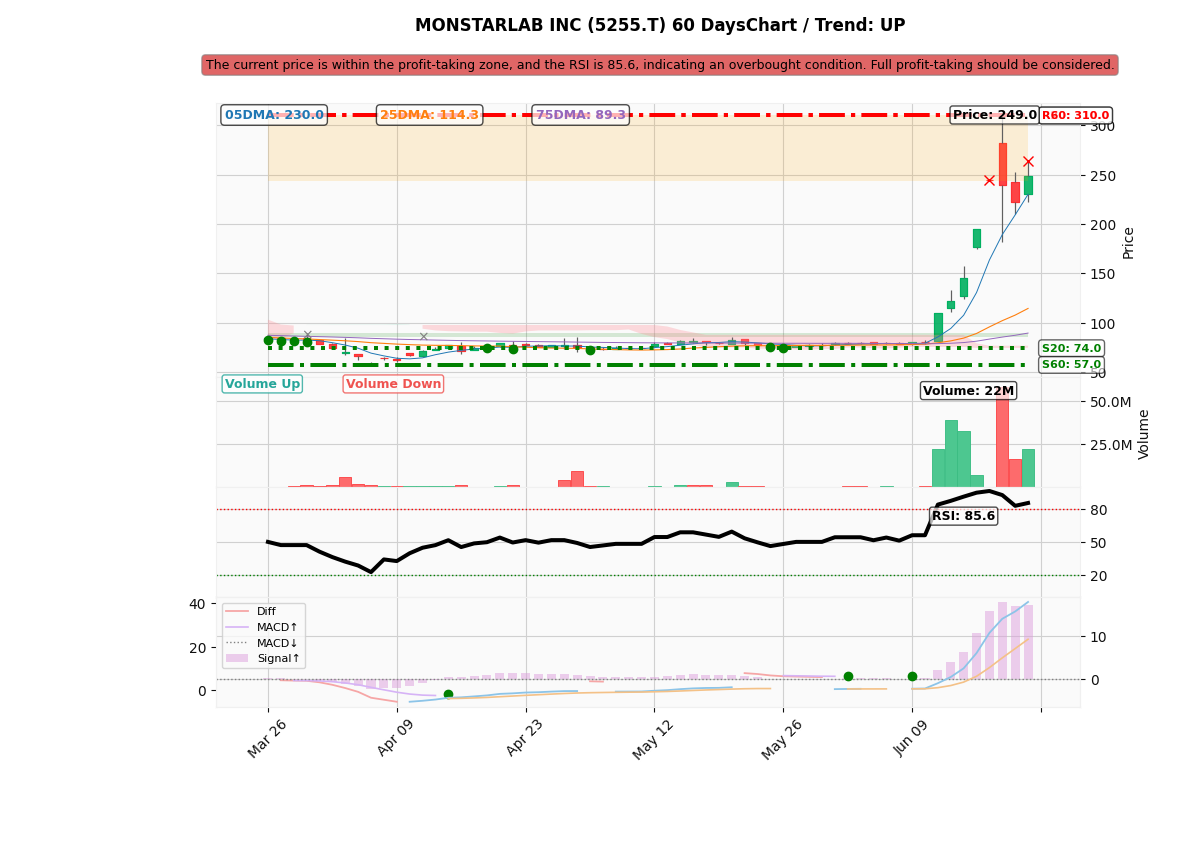 MONSTARLAB INC (5255.T) 60 DaysChart / Trend: UP
The current price is within the profit-taking zone, and the RSI is 85.6, indicating an overbought condition. Full profit-taking should be considered.
05DMA: 230.0 25DMA: 114.3 75DMA: 89.3 Price: 249.0 R60: 310.0
300
250
200
150
100
50
Price
S20: 74.0
S60: 57.0
Volume Up Volume Down Volume: 22M
50.0M
25.0M
Volume
RSI: 85.6
80
50
20
40
20
0
Diff
MACD↑
MACD↓
Signal↑
10
0
Mar 26 Apr 09 Apr 23 May 12 May 26 Jun 09